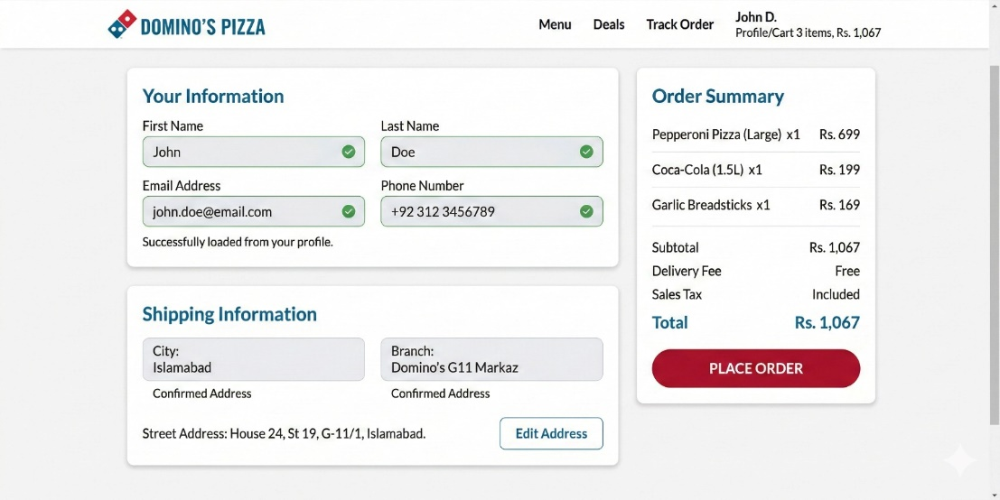 DOMINO'S PIZZA
Menu Deals Track Order
John D.
Profile/Cart 3 items, Rs. 1,067
Your Information
First Name
John
Last Name
Doe
Email Address
john.doe@email.com
Phone Number
+92 312 3456789
Successfully loaded from your profile.
Shipping Information
City:
Islamabad
Confirmed Address
Branch:
Domino's G11 Markaz
Confirmed Address
Street Address: House 24, St 19, G-11/1, Islamabad.
Edit Address
Order Summary
Pepperoni Pizza (Large) x1 Rs. 699
Coca-Cola (1.5L) x1 Rs. 199
Garlic Breadsticks x1 Rs. 169
Subtotal Rs. 1,067
Delivery Fee Free
Sales Tax Included
Total Rs. 1,067
PLACE ORDER